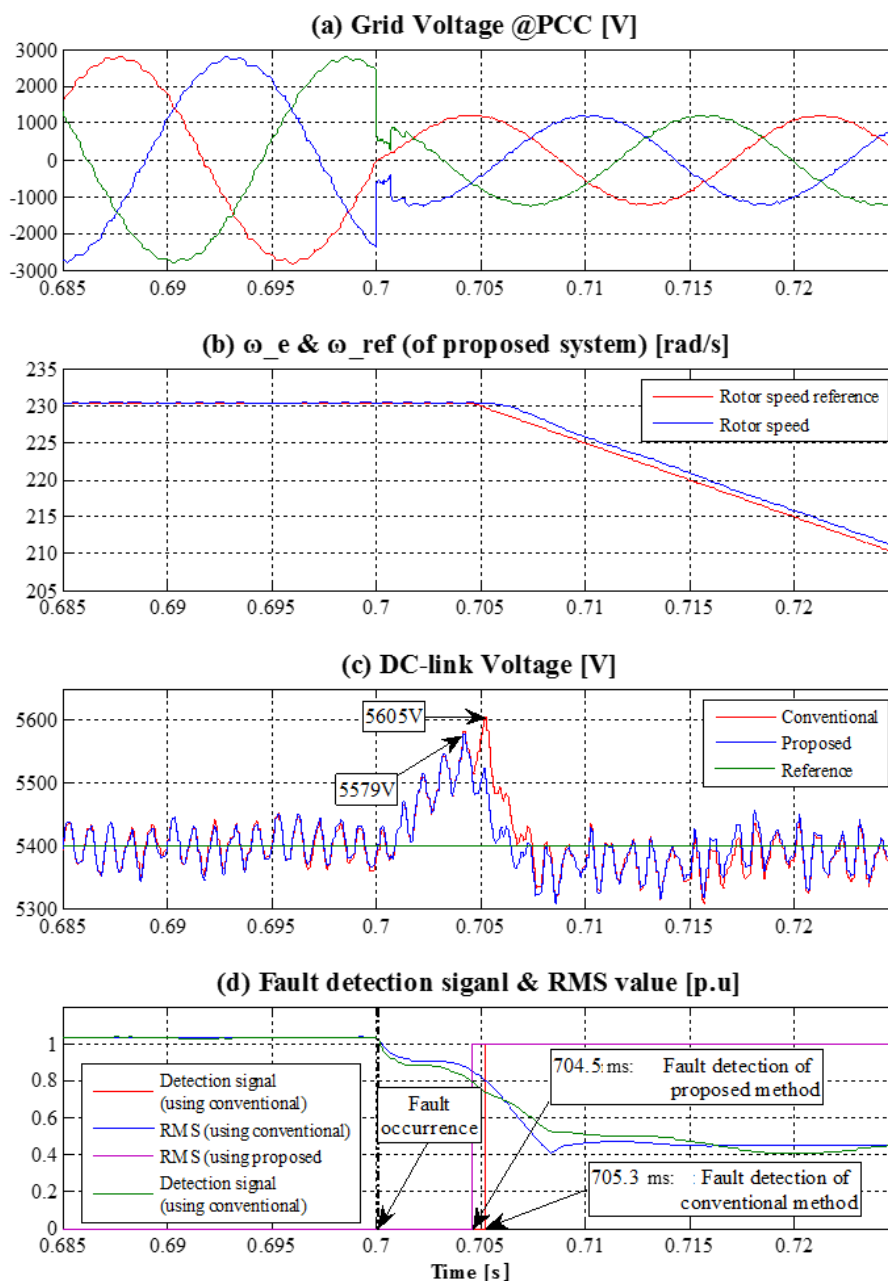 (a) Grid Voltage @PCC [V]
3000
2000
1000
0
-1000
-2000
-3000
0.685 0.69 0.695 0.7 0.705 0.71 0.715 0.72
(b) ω_e & ω_ref (of proposed system) [rad/s]
235
230
225
220
215
210
205
Rotor speed reference
Rotor speed
0.685 0.69 0.695 0.7 0.705 0.71 0.715 0.72
(c) DC-link Voltage [V]
5600
5500
5400
5300
5605V
5579V
Conventional
Proposed
Reference
0.685 0.69 0.695 0.7 0.705 0.71 0.715 0.72
(d) Fault detection siganl & RMS value [p.u]
1
0.8
0.6
0.4
0.2
0
Detection signal
(using conventional)
RMS (using conventional)
RMS (using proposed
Detection signal
(using conventional)
Fault
occurrence
704.5 ms: Fault detection of
proposed method
705.3 ms: : Fault detection of
conventional method
0.685 0.69 0.695 0.7 0.705 0.71 0.715 0.72
Time [s]